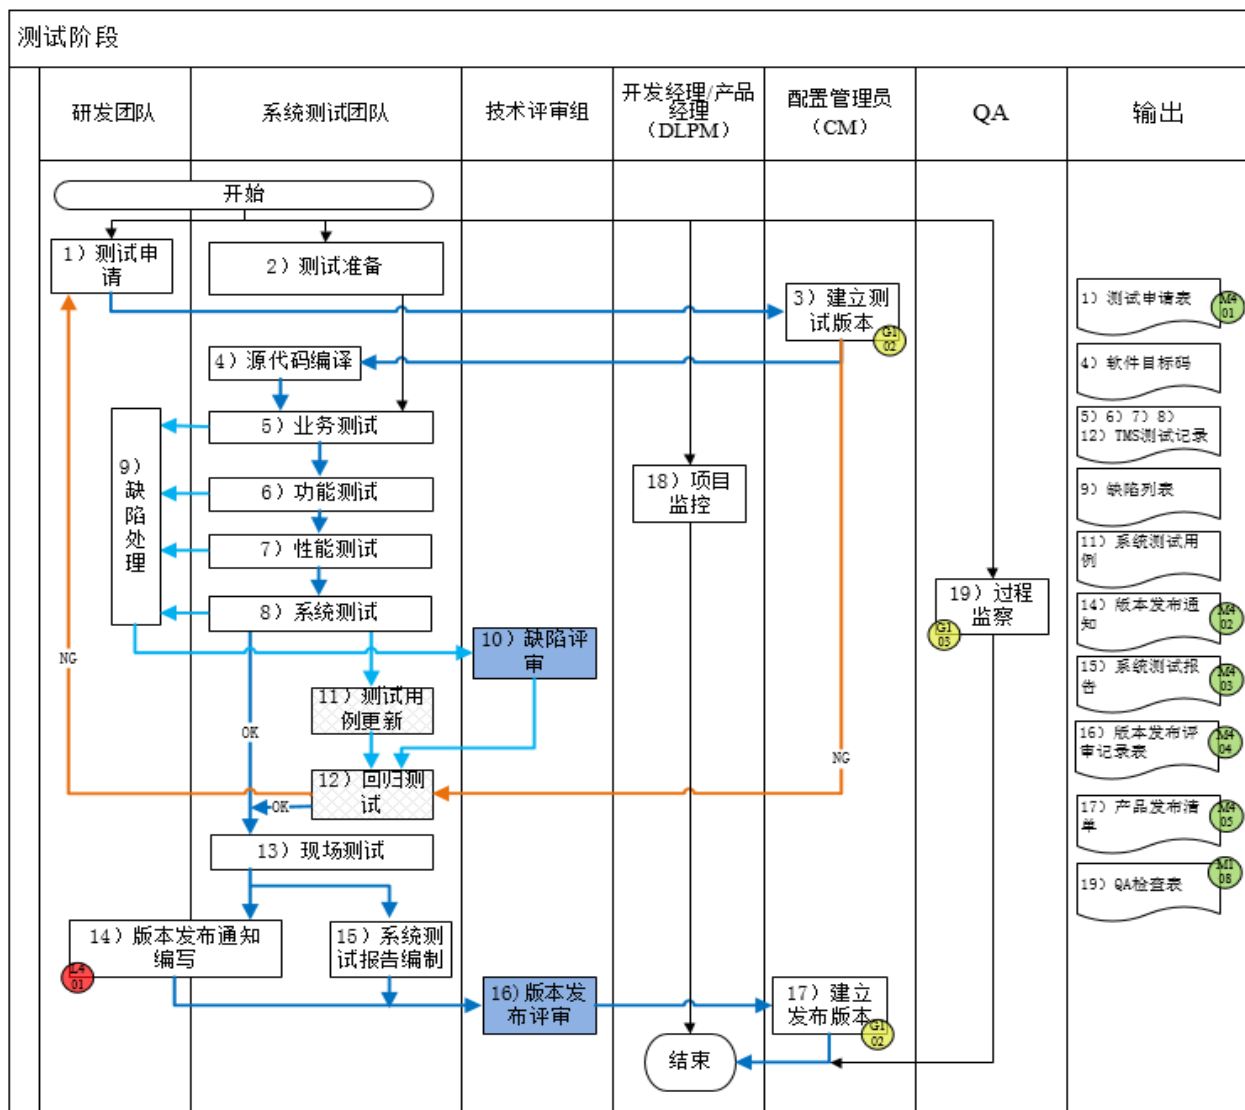 测试阶段
研发团队
系统测试团队
技术评审组
开发经理/产品
经理
（DLPM）
配置管理员
（CM）
QA
输出
开始
1）测试申
请
2）测试准备
3）建立测
试版本
G1
02
4）源代码编译
5）业务测试
6）功能测试
7）性能测试
8）系统测试
9）
缺
陷
处
理
10）缺陷评
审
11）测试用
例更新
12）回归测
试
NG
OK
OK
NG
13）现场测试
14）版本发布通知
编写
L4
01
15）系统测
试报告编制
16)版本发
布评审
17）建立
发布版本
G1
02
18）项目
监控
19）过程
监察
G1
03
结束
1）测试申请表
M4
01
4）软件目标码
5）6）7）8）
12）TMS测试记录
9）缺陷列表
11）系统测试用
例
14）版本发布通
知
M4
02
15）系统测试报
告
M4
03
16）版本发布评
审记录表
M4
04
17）产品发布清
单
M4
05
19）QA检查表
M1
08